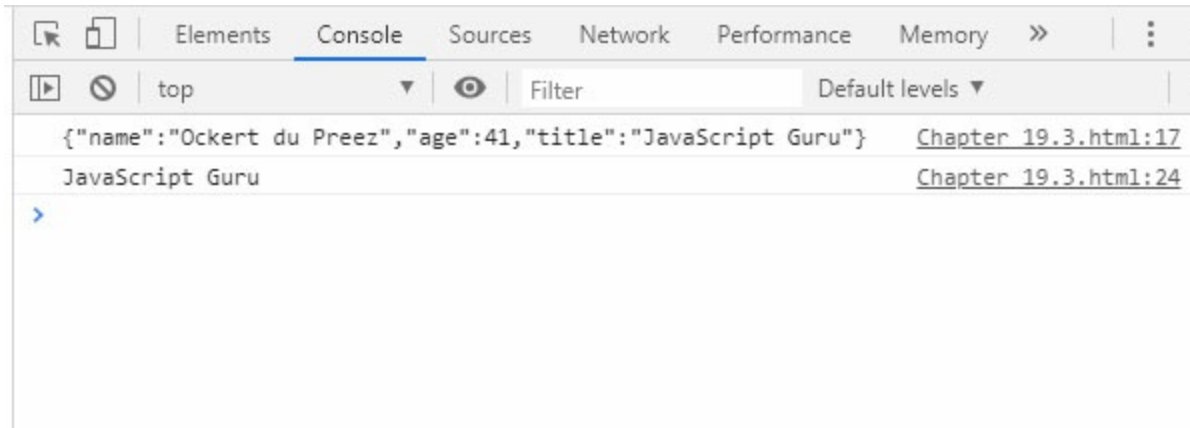 Elements Console Sources Network Performance Memory »
top ▼ Filter Default levels ▼
{"name":"Ockert du Preez","age":41,"title":"JavaScript Guru"} Chapter 19.3.html:17
JavaScript Guru Chapter 19.3.html:24
>